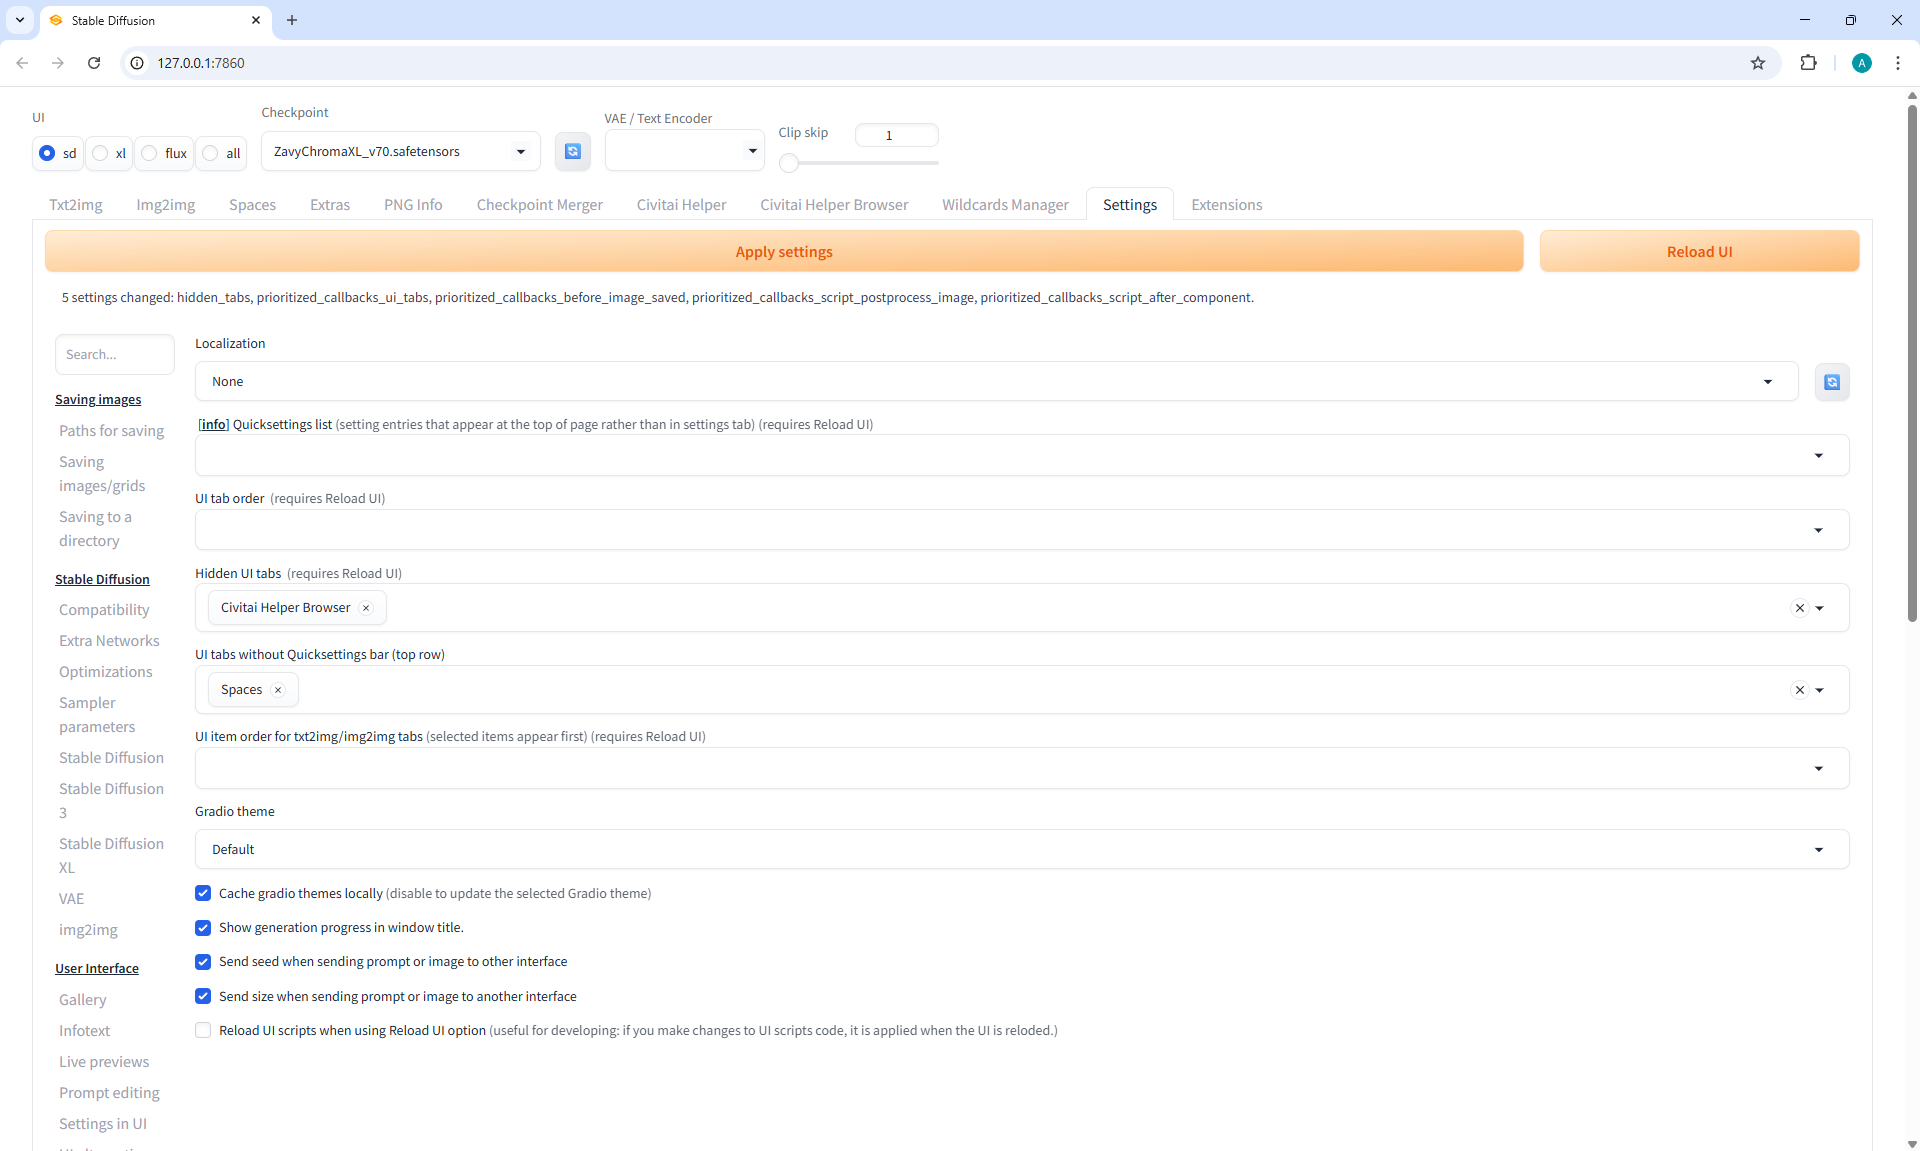 Stable Diffusion
127.0.0.1:7860
A
UI
Checkpoint
VAE / Text Encoder
Clip skip
1
sd
xl
flux
all
ZavyChromaXL_v70.safetensors
Txt2img
Img2img
Spaces
Extras
PNG Info
Checkpoint Merger
Civitai Helper
Civitai Helper Browser
Wildcards Manager
Settings
Extensions
Apply settings
Reload UI
5 settings changed: hidden_tabs, prioritized_callbacks_ui_tabs, prioritized_callbacks_before_image_saved, prioritized_callbacks_script_postprocess_image, prioritized_callbacks_script_after_component.
Search...
Saving images
Paths for saving
Saving
images/grids
Saving to a
directory
Stable Diffusion
Compatibility
Extra Networks
Optimizations
Sampler
parameters
Stable Diffusion
Stable Diffusion
3
Stable Diffusion
XL
VAE
img2img
User Interface
Gallery
Infotext
Live previews
Prompt editing
Settings in UI
Localization
None
[info] Quicksettings list (setting entries that appear at the top of page rather than in settings tab) (requires Reload UI)
UI tab order (requires Reload UI)
Hidden UI tabs (requires Reload UI)
Civitai Helper Browser
UI tabs without Quicksettings bar (top row)
Spaces
UI item order for txt2img/img2img tabs (selected items appear first) (requires Reload UI)
Gradio theme
Default
Cache gradio themes locally (disable to update the selected Gradio theme)
Show generation progress in window title.
Send seed when sending prompt or image to other interface
Send size when sending prompt or image to another interface
Reload UI scripts when using Reload UI option (useful for developing: if you make changes to UI scripts code, it is applied when the UI is reloded.)